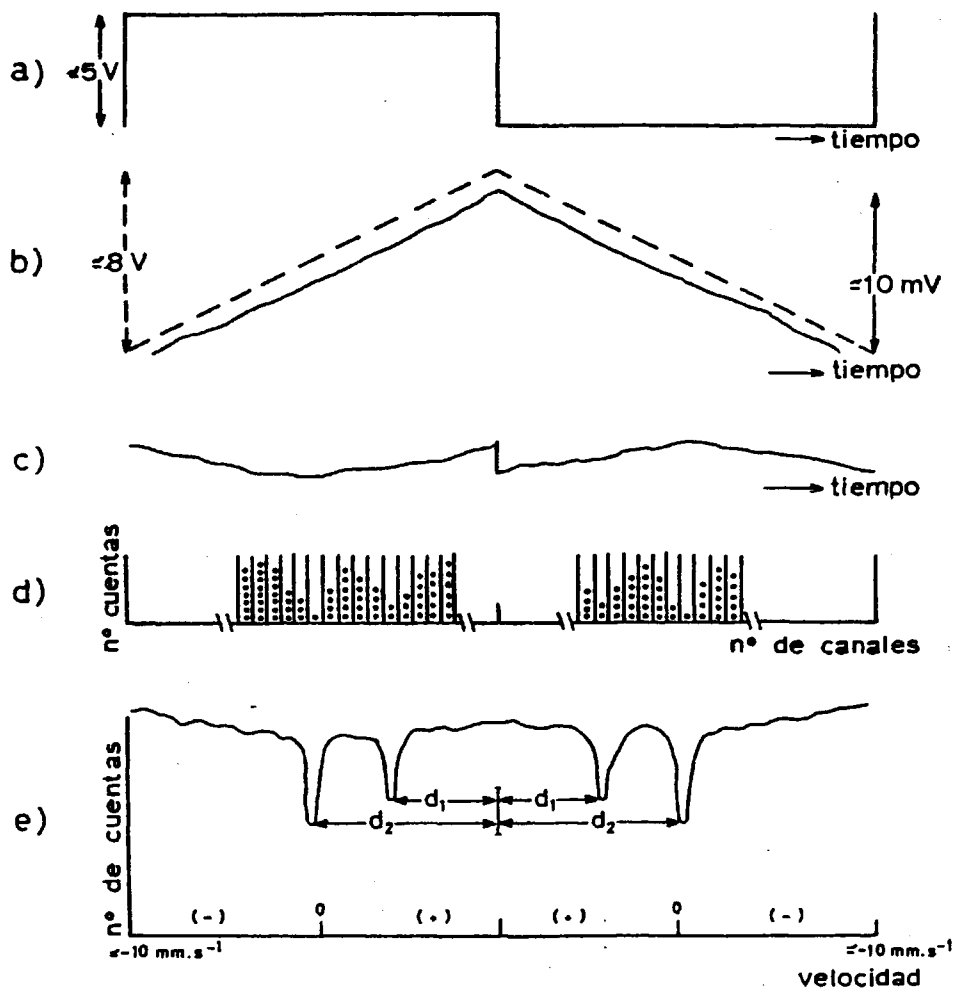 a)
≃5 V
tiempo
b)
≃8 V
≃10 mV
tiempo
c)
tiempo
d)
nº cuentas
nº de canales
e)
nº de cuentas
d₁
d₁
d₂
d₂
(-)
0
(+)
(+)
0
(-)
≃-10 mm.s⁻¹
≃-10 mm.s⁻¹
velocidad